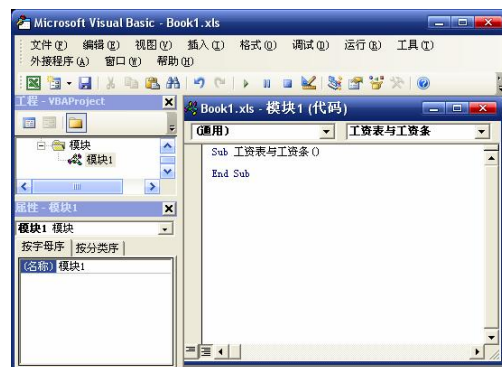 Microsoft Visual Basic - Book1.xls
文件(F) 编辑(E) 视图(V) 插入(I) 格式(O) 调试(D) 运行(R) 工具(T)
外接程序(A) 窗口(W) 帮助(H)
工程 - VBAProject
模块
模块1
属性 - 模块1
模块1 模块
按字母序 按分类序
(名称) 模块1
Book1.xls - 模块1 (代码)
(通用) 工资表与工资条
Sub 工资表与工资条()
End Sub